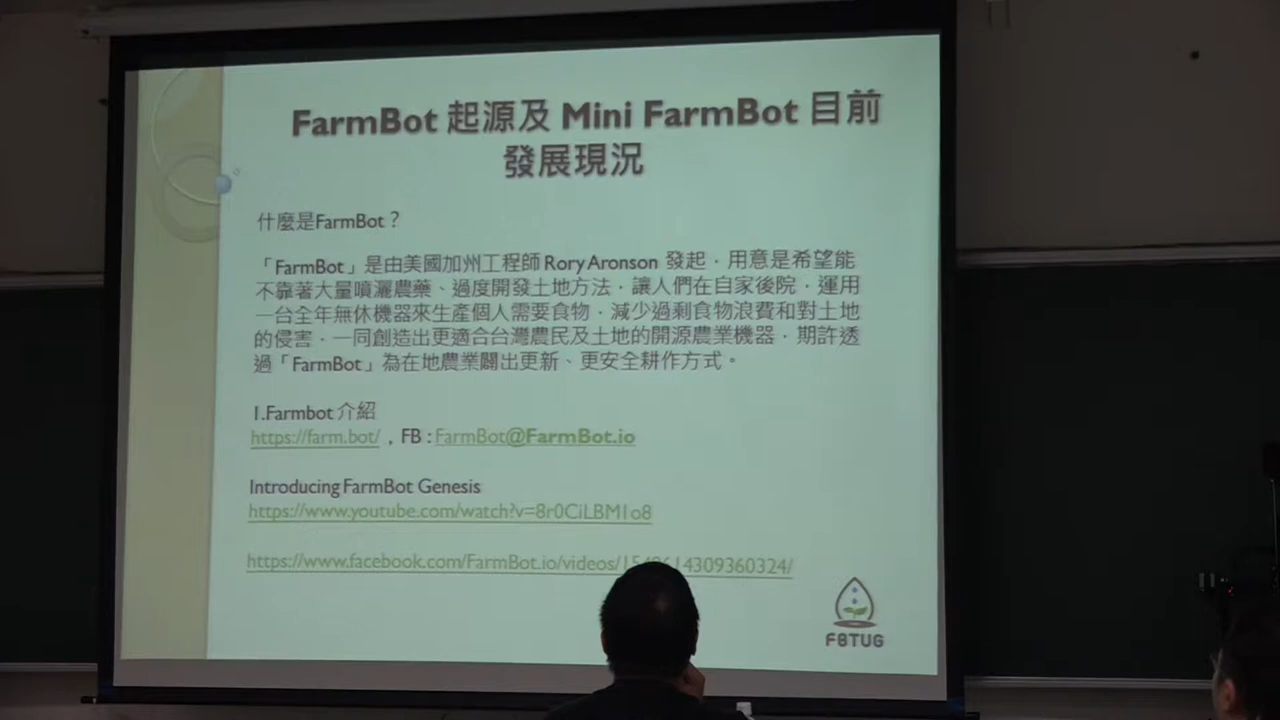 FarmBot 起源及 Mini FarmBot 目前
發展現況
什麼是FarmBot？
「FarmBot」是由美國加州工程師 Rory Aronson 發起，用意是希望能
不靠著大量噴灑農藥、過度開發土地方法，讓人們在自家後院，運用
一台全年無休機器來生產個人需要食物，減少過剩食物浪費和對土地
的侵害，一同創造出更適合台灣農民及土地的開源農業機器，期許透
過「FarmBot」為在地農業闢出更新、更安全耕作方式。
1.Farmbot 介紹
https://farm.bot/ ，FB : FarmBot@FarmBot.io
Introducing FarmBot Genesis
https://www.youtube.com/watch?v=8r0CiLBM1o8
https://www.facebook.com/FarmBot.io/videos/
FBTUG